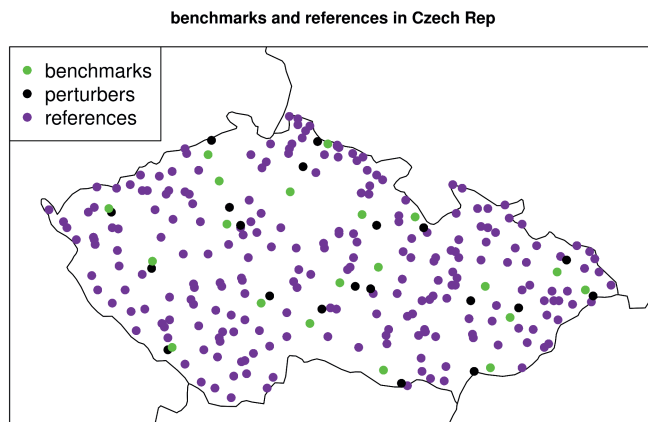 benchmarks and references in Czech Rep
benchmarks
perturbers
references